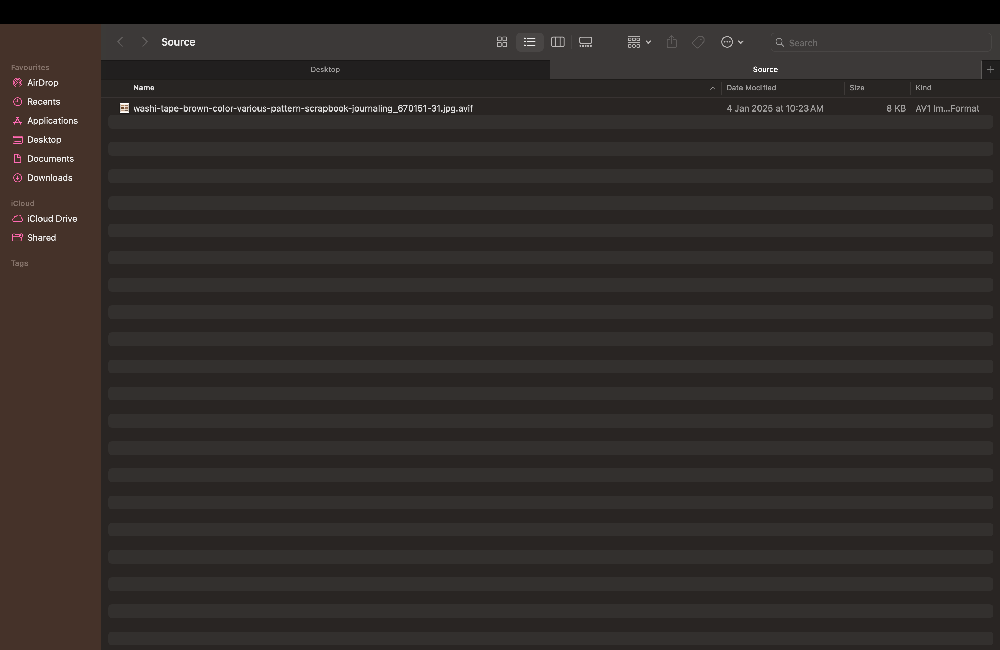 Source
Search
Desktop
Source
Name
Date Modified
Size
Kind
washi-tape-brown-color-various-pattern-scrapbook-journaling_670151-31.jpg.avif
4 Jan 2025 at 10:23 AM
8 KB
AV1 Im...Format
Favourites
AirDrop
Recents
Applications
Desktop
Documents
Downloads
iCloud
iCloud Drive
Shared
Tags